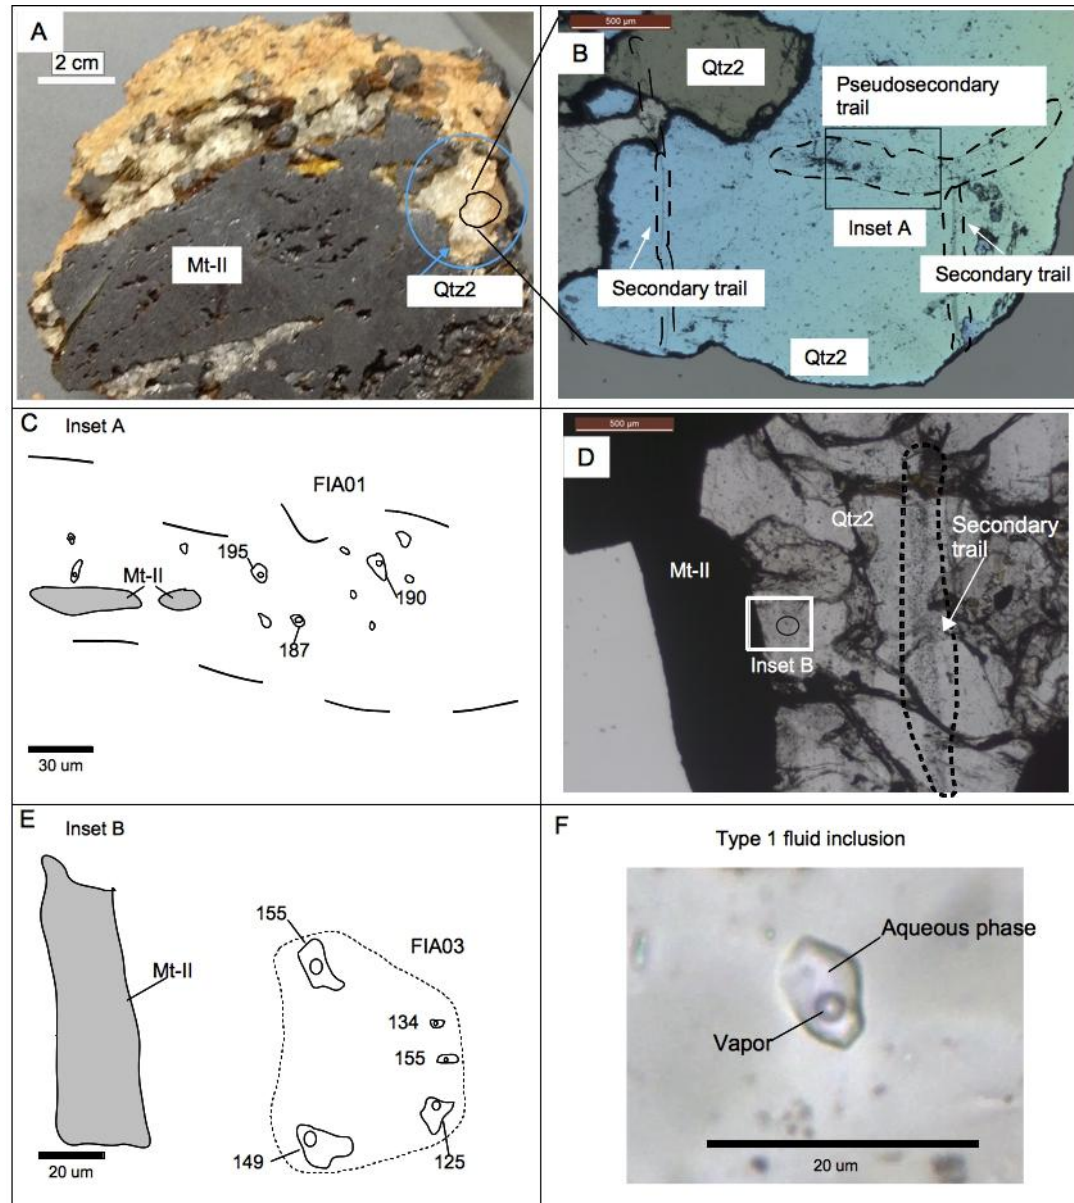 A
2 cm
Mt-II
Qtz2
500 µm
B
Qtz2
Pseudosecondary
trail
Inset A
Secondary trail
Secondary trail
Qtz2
C
Inset A
FIA01
195
Mt-II
190
187
30 um
500 µm
D
Qtz2
Secondary
trail
Mt-II
Inset B
E
Inset B
155
FIA03
Mt-II
134
155
149
125
20 um
F
Type 1 fluid inclusion
Aqueous phase
Vapor
20 um